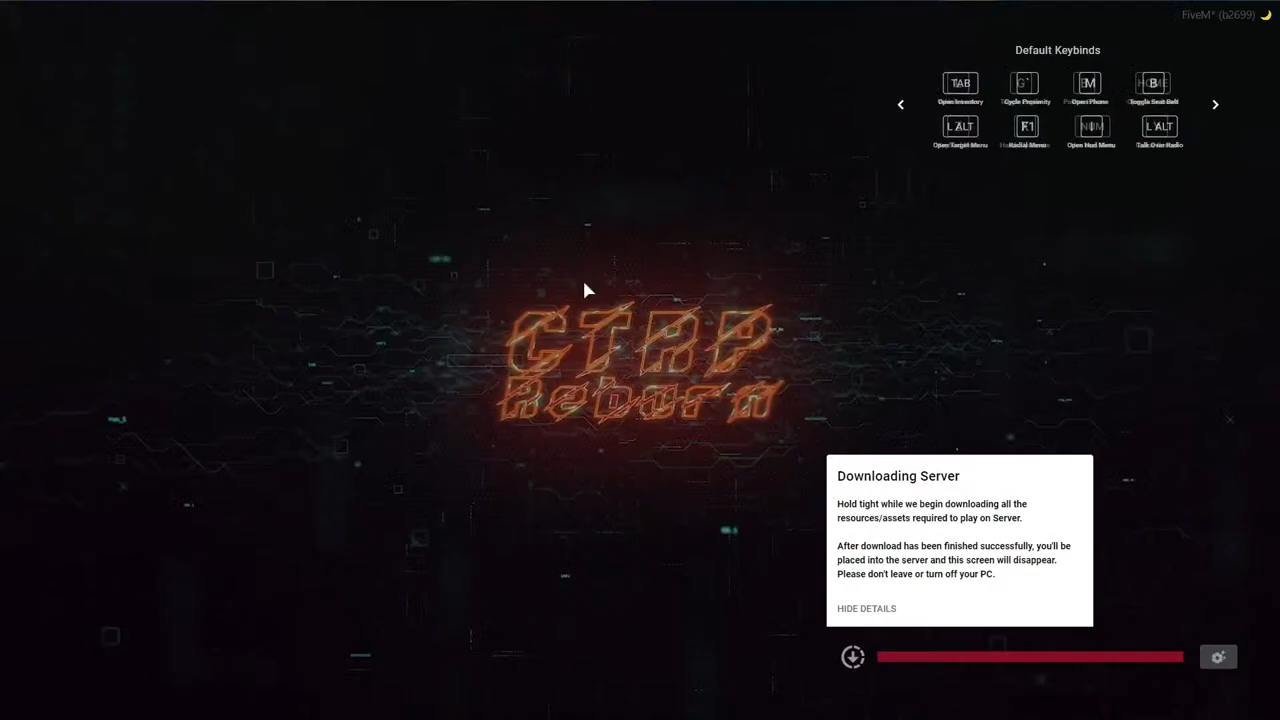 FiveM* (b2699)
Default Keybinds
TAB M B
Open Inventory Cycle Proximity Open Phone Toggle Seat Belt
L ALT F1 I L ALT
Open Target Menu Radial Menu Open Hud Menu Talk Over Radio
CTRP
Reborn
Downloading Server
Hold tight while we begin downloading all the
resources/assets required to play on Server.
After download has been finished successfully, you'll be
placed into the server and this screen will disappear.
Please don't leave or turn off your PC.
HIDE DETAILS